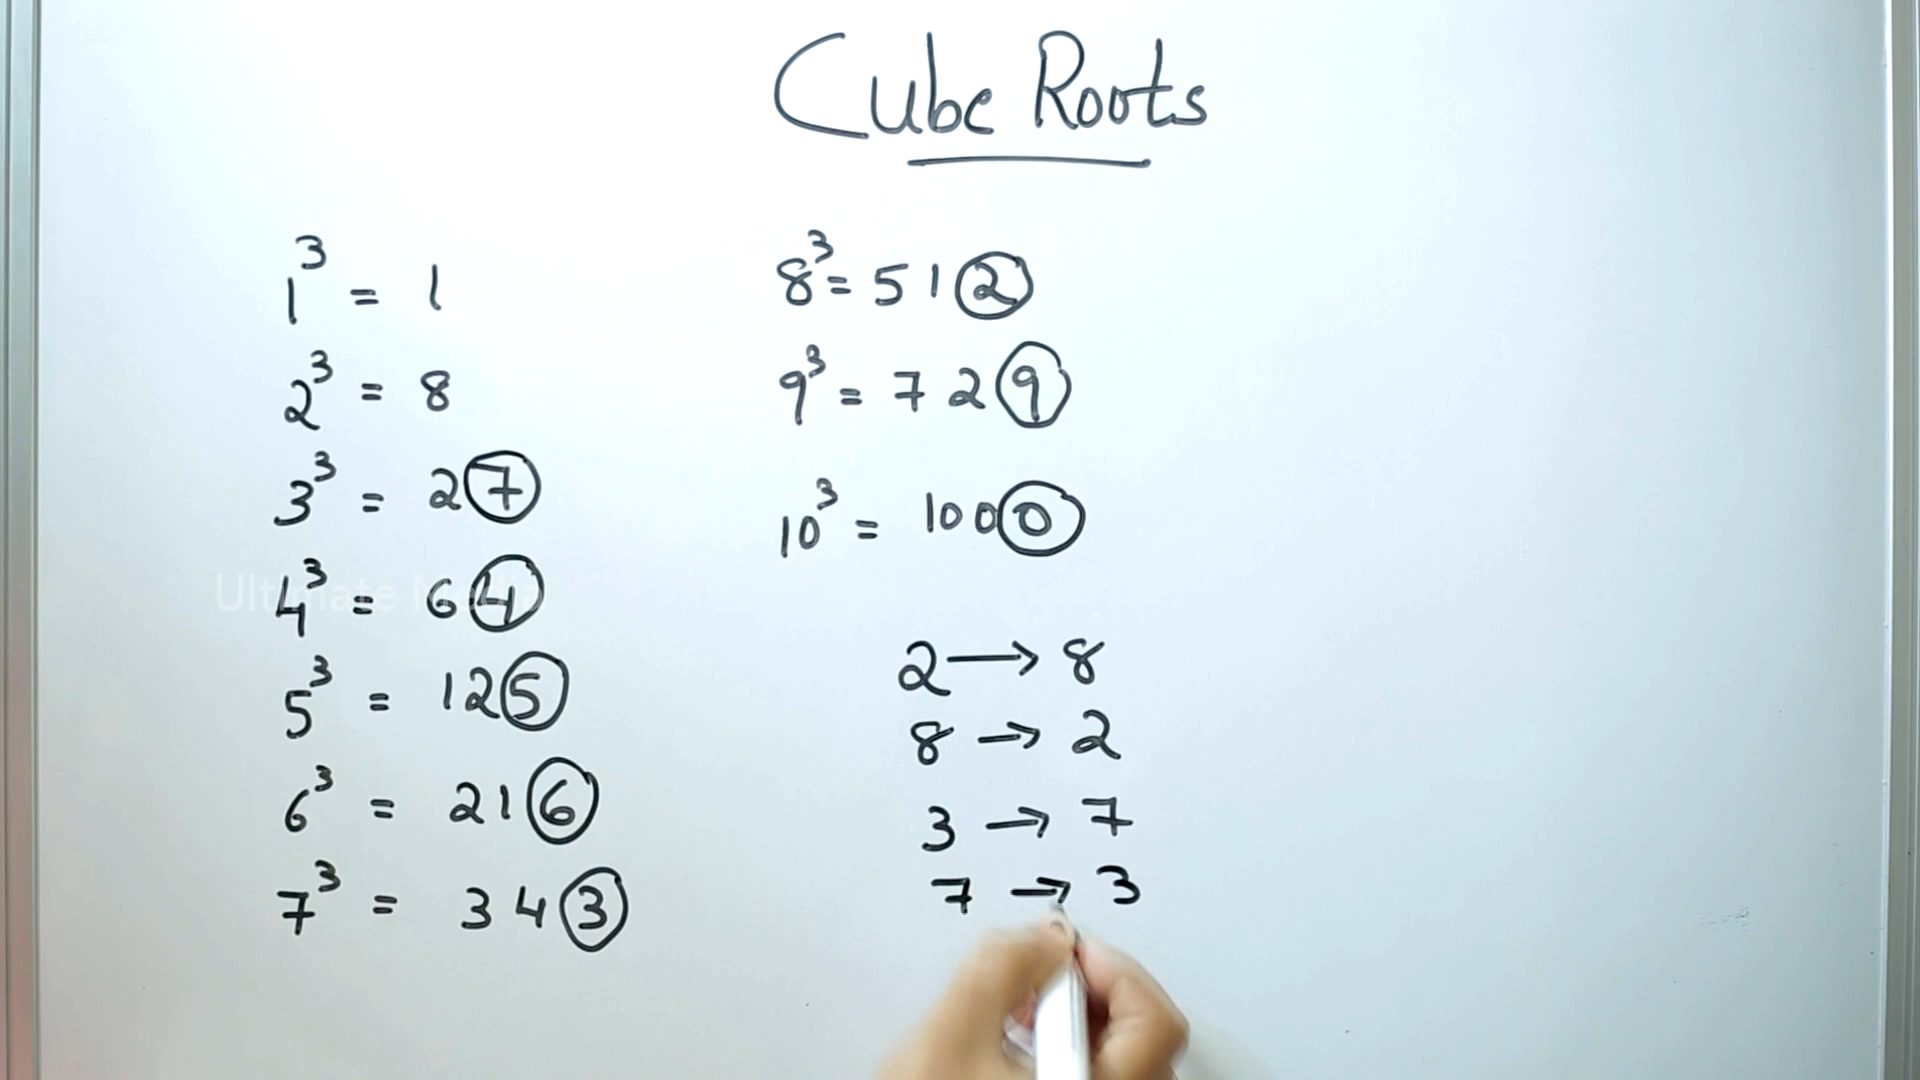 Cube Roots
1³ = 1
2³ = 8
3³ = 27
4³ = 64
5³ = 125
6³ = 216
7³ = 343
8³ = 512
9³ = 729
10³ = 1000
2 → 8
8 → 2
3 → 7
7 → 3
Ultimate